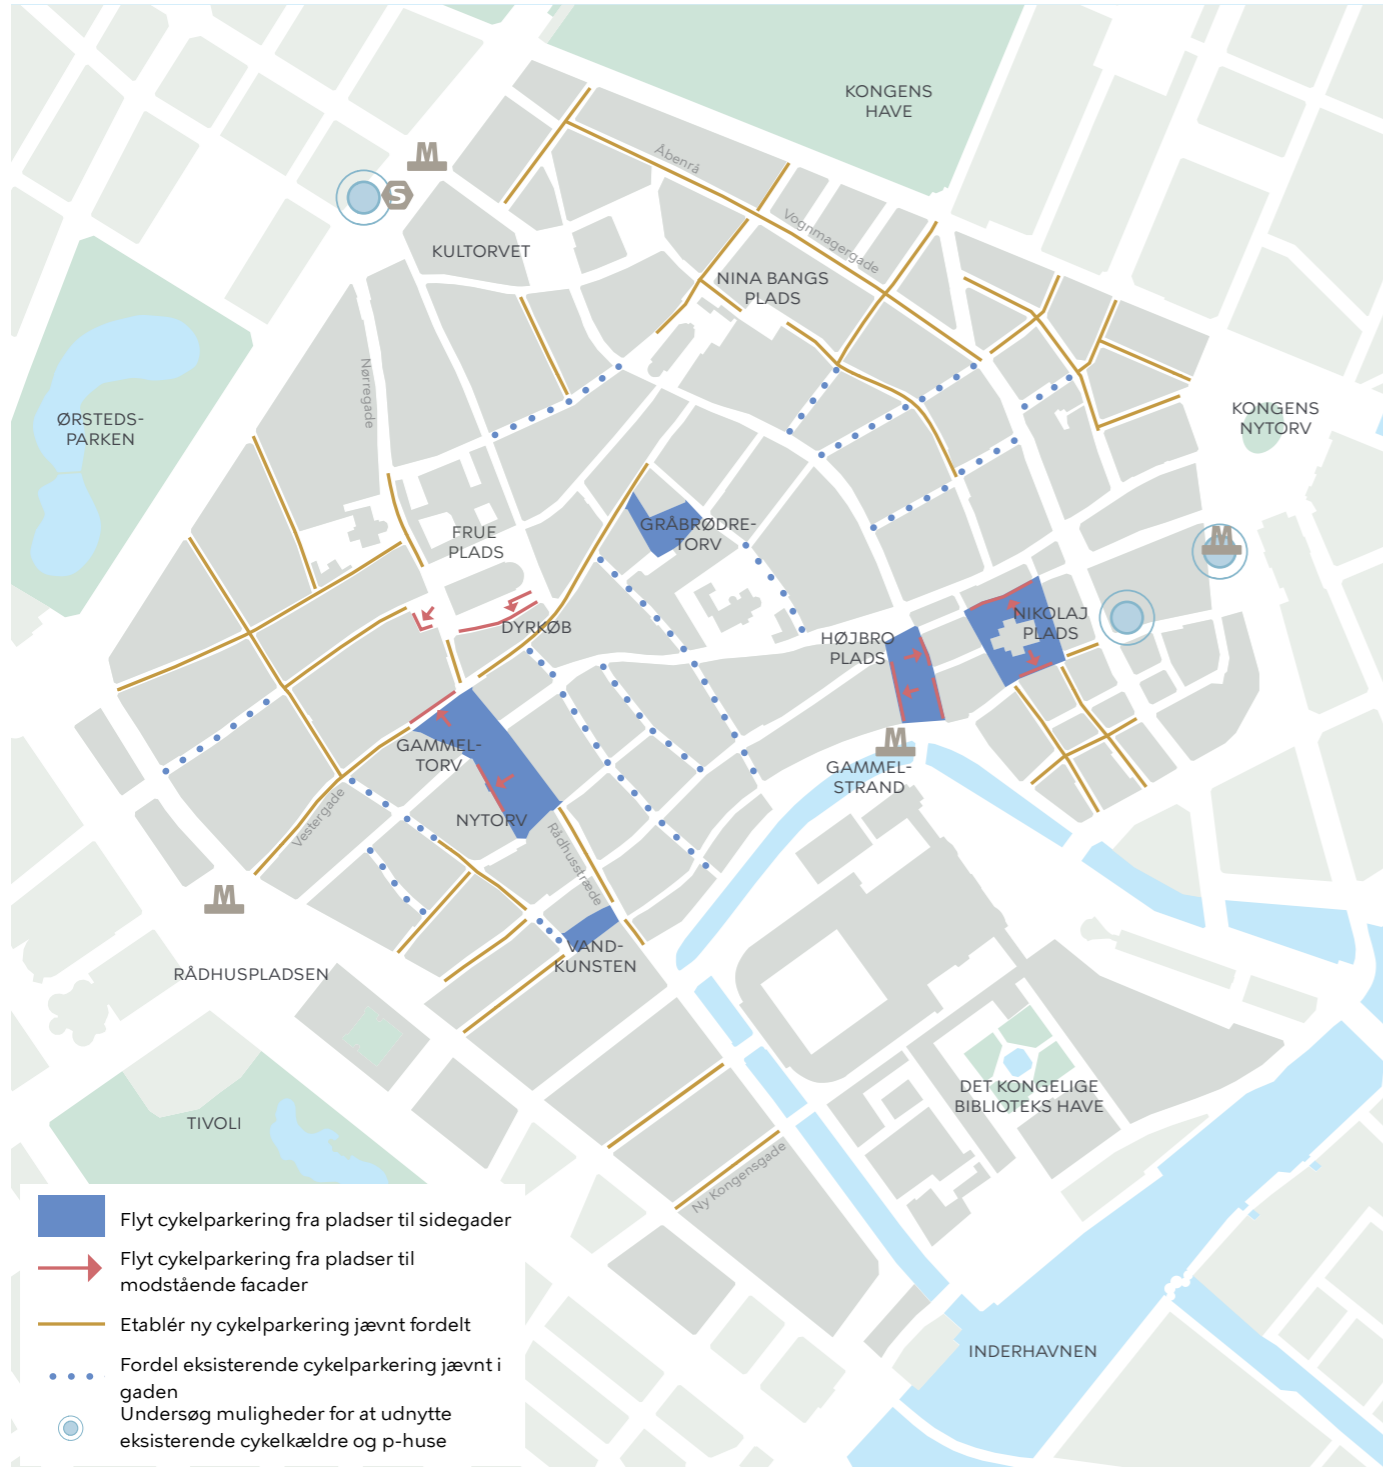 KONGENS
HAVE
M
Åbenrå
S
Vognmagergade
KULTORVET
NINA BANGS
PLADS
Nørregade
ØRSTEDS-
PARKEN
KONGENS
NYTORV
FRUE
PLADS
GRÅBRØDRE-
TORV
M
DYRKØB
HØJBRO
PLADS
NIKOLAJ
PLADS
GAMMEL-
TORV
M
GAMMEL-
STRAND
Vestergade
NYTORV
Rådhusstræde
M
VAND-
KUNSTEN
RÅDHUSPLADSEN
DET KONGELIGE
BIBLIOTEKS HAVE
TIVOLI
Ny Kongensgade
INDERHAVNEN
Flyt cykelparkering fra pladser til sidegader
Flyt cykelparkering fra pladser til
modstående facader
Etablér ny cykelparkering jævnt fordelt
Fordel eksisterende cykelparkering jævnt i
gaden
Undersøg muligheder for at udnytte
eksisterende cykelkældre og p-huse